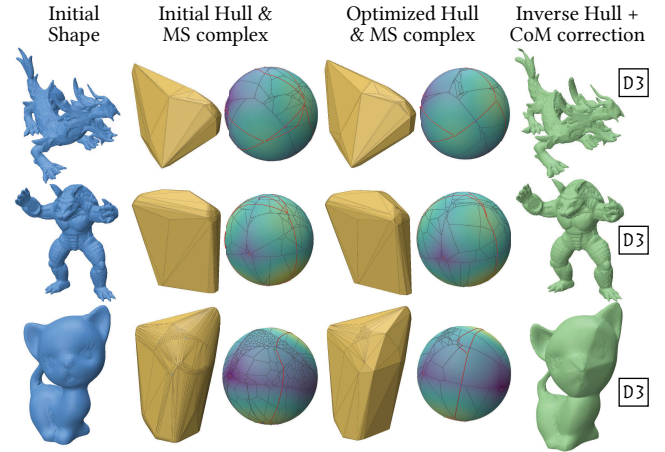 Initial
Shape
Initial Hull &
MS complex
Optimized Hull
& MS complex
Inverse Hull +
CoM correction
D3
D3
D3